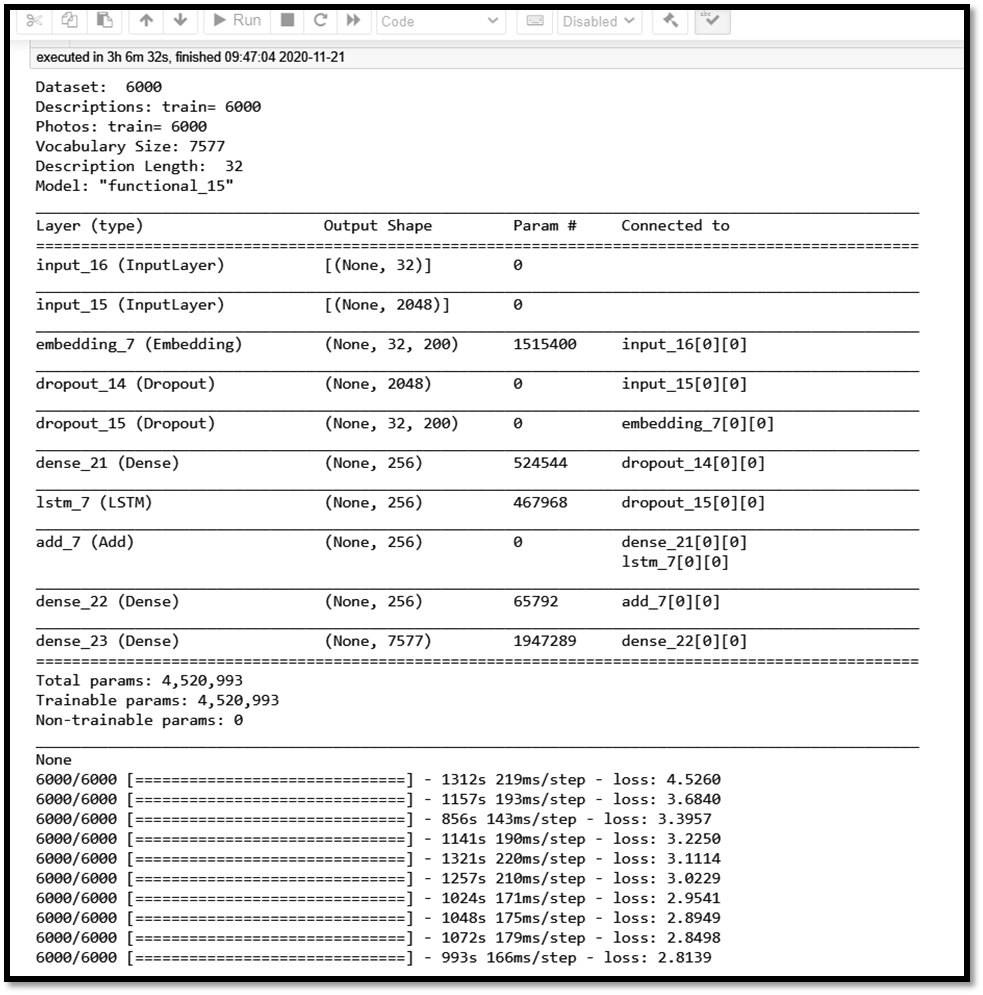 Run Code Disabled
executed in 3h 6m 32s, finished 09:47:04 2020-11-21
Dataset:  6000
Descriptions: train= 6000
Photos: train= 6000
Vocabulary Size: 7577
Description Length:  32
Model: "functional_15"
Layer (type) Output Shape Param # Connected to
input_16 (InputLayer) [(None, 32)] 0
input_15 (InputLayer) [(None, 2048)] 0
embedding_7 (Embedding) (None, 32, 200) 1515400 input_16[0][0]
dropout_14 (Dropout) (None, 2048) 0 input_15[0][0]
dropout_15 (Dropout) (None, 32, 200) 0 embedding_7[0][0]
dense_21 (Dense) (None, 256) 524544 dropout_14[0][0]
lstm_7 (LSTM) (None, 256) 467968 dropout_15[0][0]
add_7 (Add) (None, 256) 0 dense_21[0][0]
lstm_7[0][0]
dense_22 (Dense) (None, 256) 65792 add_7[0][0]
dense_23 (Dense) (None, 7577) 1947289 dense_22[0][0]
Total params: 4,520,993
Trainable params: 4,520,993
Non-trainable params: 0
None
6000/6000 [==============================] - 1312s 219ms/step - loss: 4.5260
6000/6000 [==============================] - 1157s 193ms/step - loss: 3.6840
6000/6000 [==============================] - 856s 143ms/step - loss: 3.3957
6000/6000 [==============================] - 1141s 190ms/step - loss: 3.2250
6000/6000 [==============================] - 1321s 220ms/step - loss: 3.1114
6000/6000 [==============================] - 1257s 210ms/step - loss: 3.0229
6000/6000 [==============================] - 1024s 171ms/step - loss: 2.9541
6000/6000 [==============================] - 1048s 175ms/step - loss: 2.8949
6000/6000 [==============================] - 1072s 179ms/step - loss: 2.8498
6000/6000 [==============================] - 993s 166ms/step - loss: 2.8139